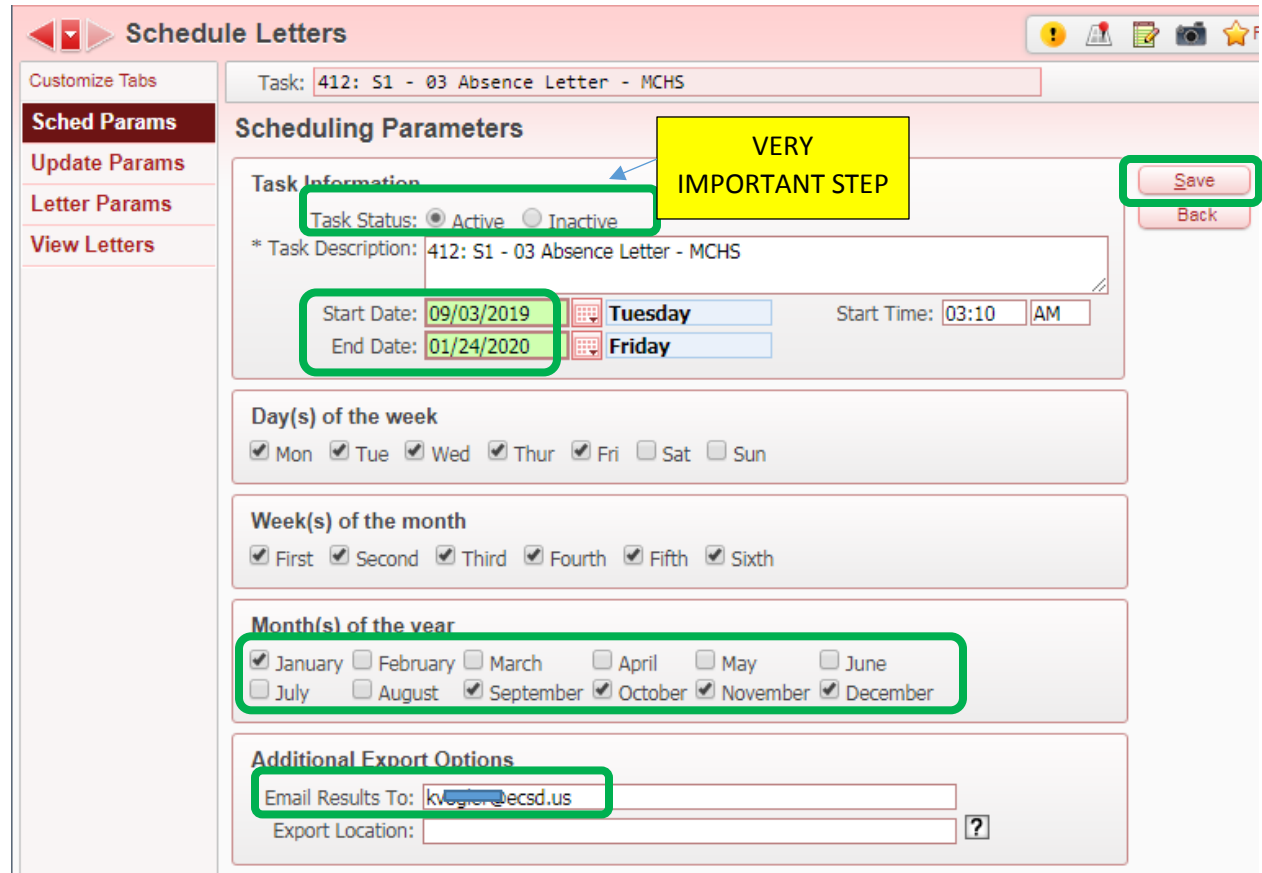 Schedule Letters
Customize Tabs
Task: 412: S1 - 03 Absence Letter - MCHS
Sched Params
Update Params
Letter Params
View Letters
Scheduling Parameters
VERY
IMPORTANT STEP
Task Information
Task Status: Active Inactive
* Task Description: 412: S1 - 03 Absence Letter - MCHS
Start Date: 09/03/2019 Tuesday Start Time: 03:10 AM
End Date: 01/24/2020 Friday
Save
Back
Day(s) of the week
Mon Tue Wed Thur Fri Sat Sun
Week(s) of the month
First Second Third Fourth Fifth Sixth
Month(s) of the year
January February March April May June
July August September October November December
Additional Export Options
Email Results To: @ecsd.us
Export Location: ?